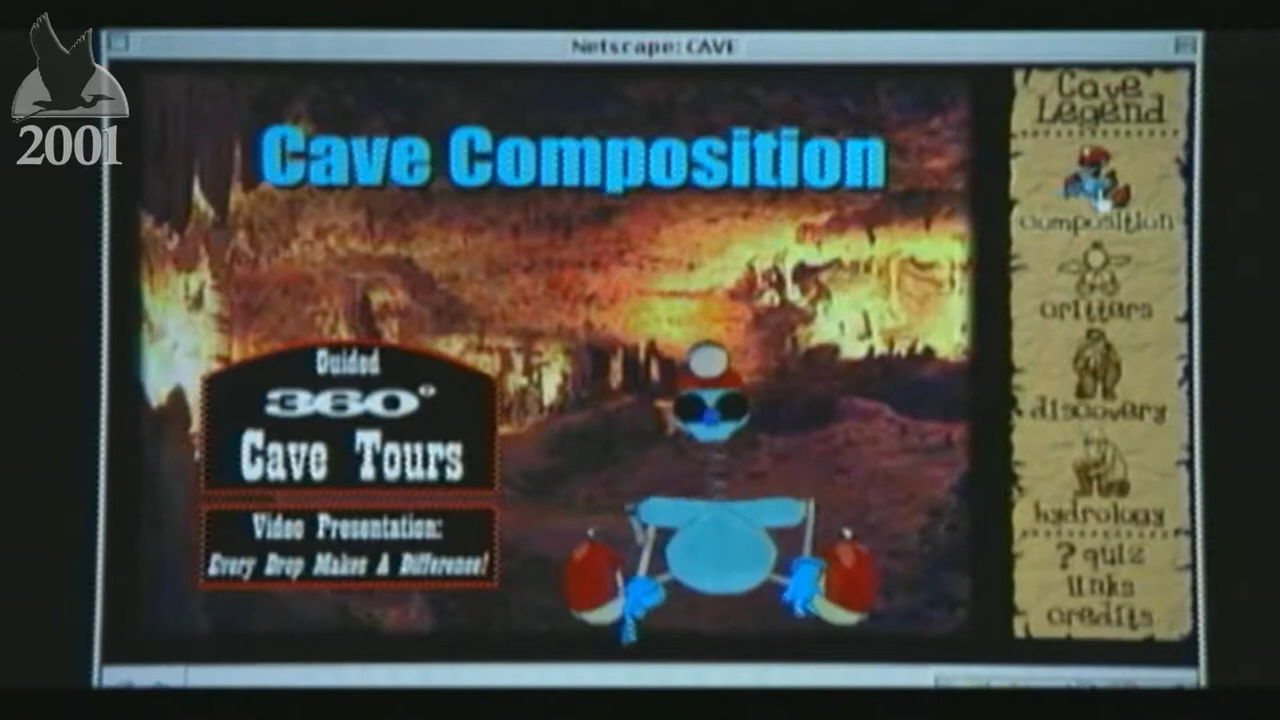 2001
Netscape: CAVE
Cave Composition
Guided
360°
Cave Tours
Video Presentation:
Every Drop Makes A Difference!
Cave
Legend
composition
critters
discovery
hydrology
? quiz
links
credits